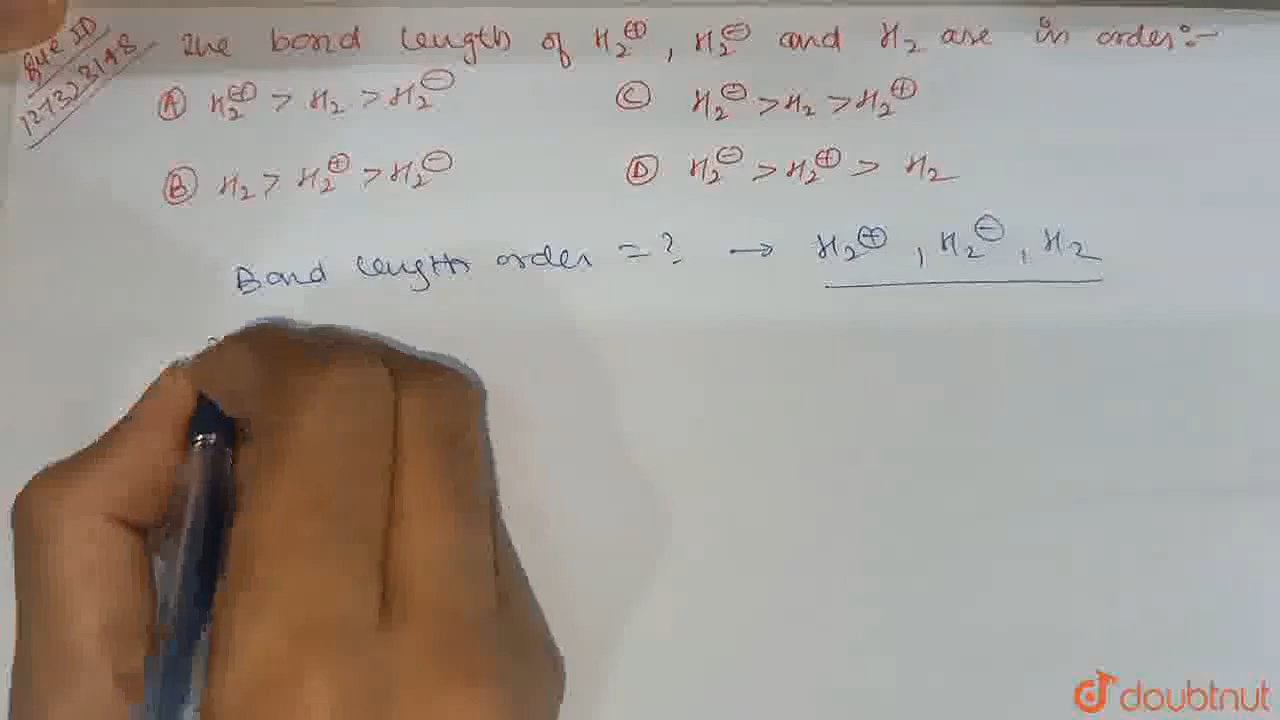 Que ID
127323148
The bond length of H₂⊕, H₂⊖ and H₂ are in order:-
Ⓐ H₂⊕ > H₂ > H₂⊖
Ⓒ H₂⊖ > H₂ > H₂⊕
Ⓑ H₂ > H₂⊕ > H₂⊖
Ⓓ H₂⊖ > H₂⊕ > H₂
Bond length order = ? → H₂⊕, H₂⊖, H₂
doubtnut